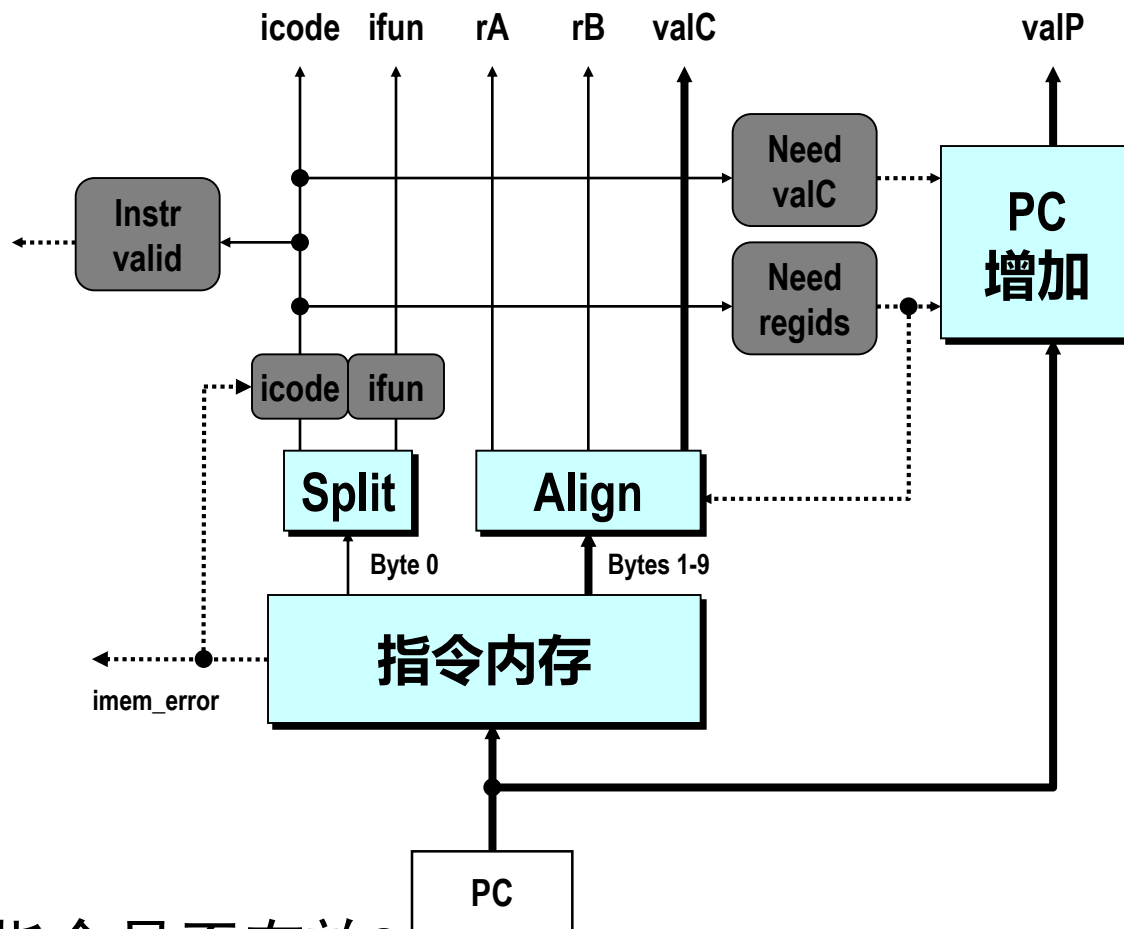 icode ifun rA rB valC valP
Need
valC
Instr
valid
PC
增加
Need
regids
icode ifun
Split
Align
Byte 0
Bytes 1-9
指令内存
imem_error
PC